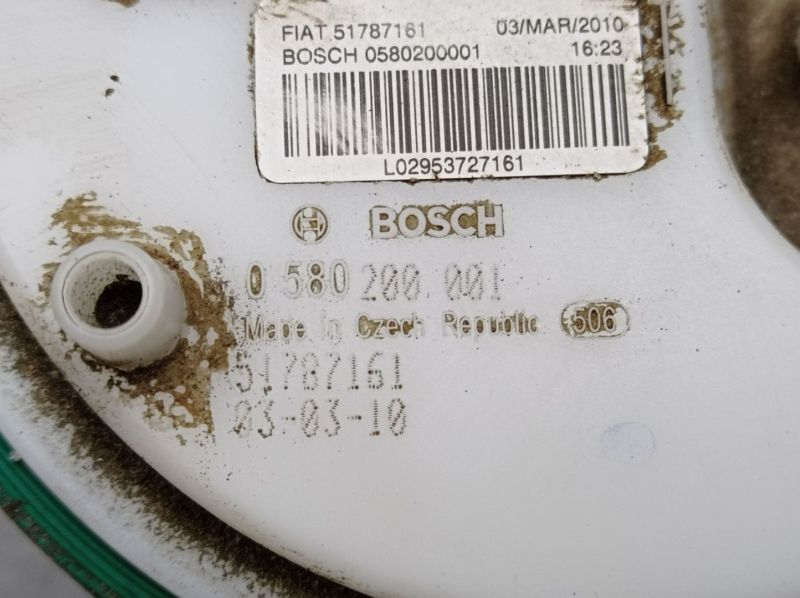 FIAT 51787161 03/MAR/2010
BOSCH 0580200001 16:23
L02953727161
BOSCH
0 580 200 001
Made in Czech Republic 506
51787161
03-03-10